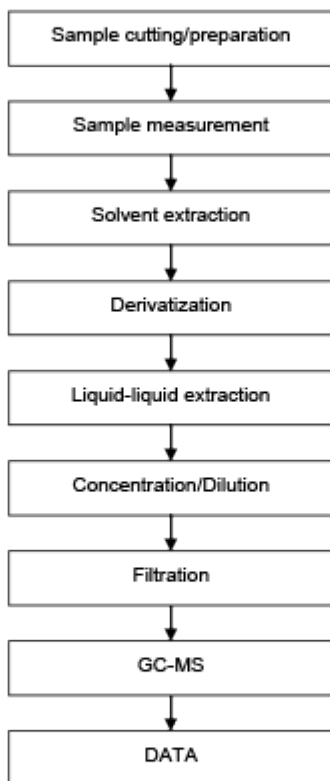 Sample cutting/preparation
Sample measurement
Solvent extraction
Derivatization
Liquid-liquid extraction
Concentration/Dilution
Filtration
GC-MS
DATA